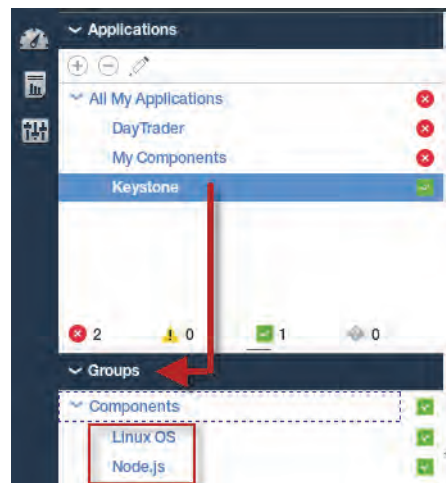 Applications
All My Applications
DayTrader
My Components
Keystone
2 0 1 0
Groups
Components
Linux OS
Node.js